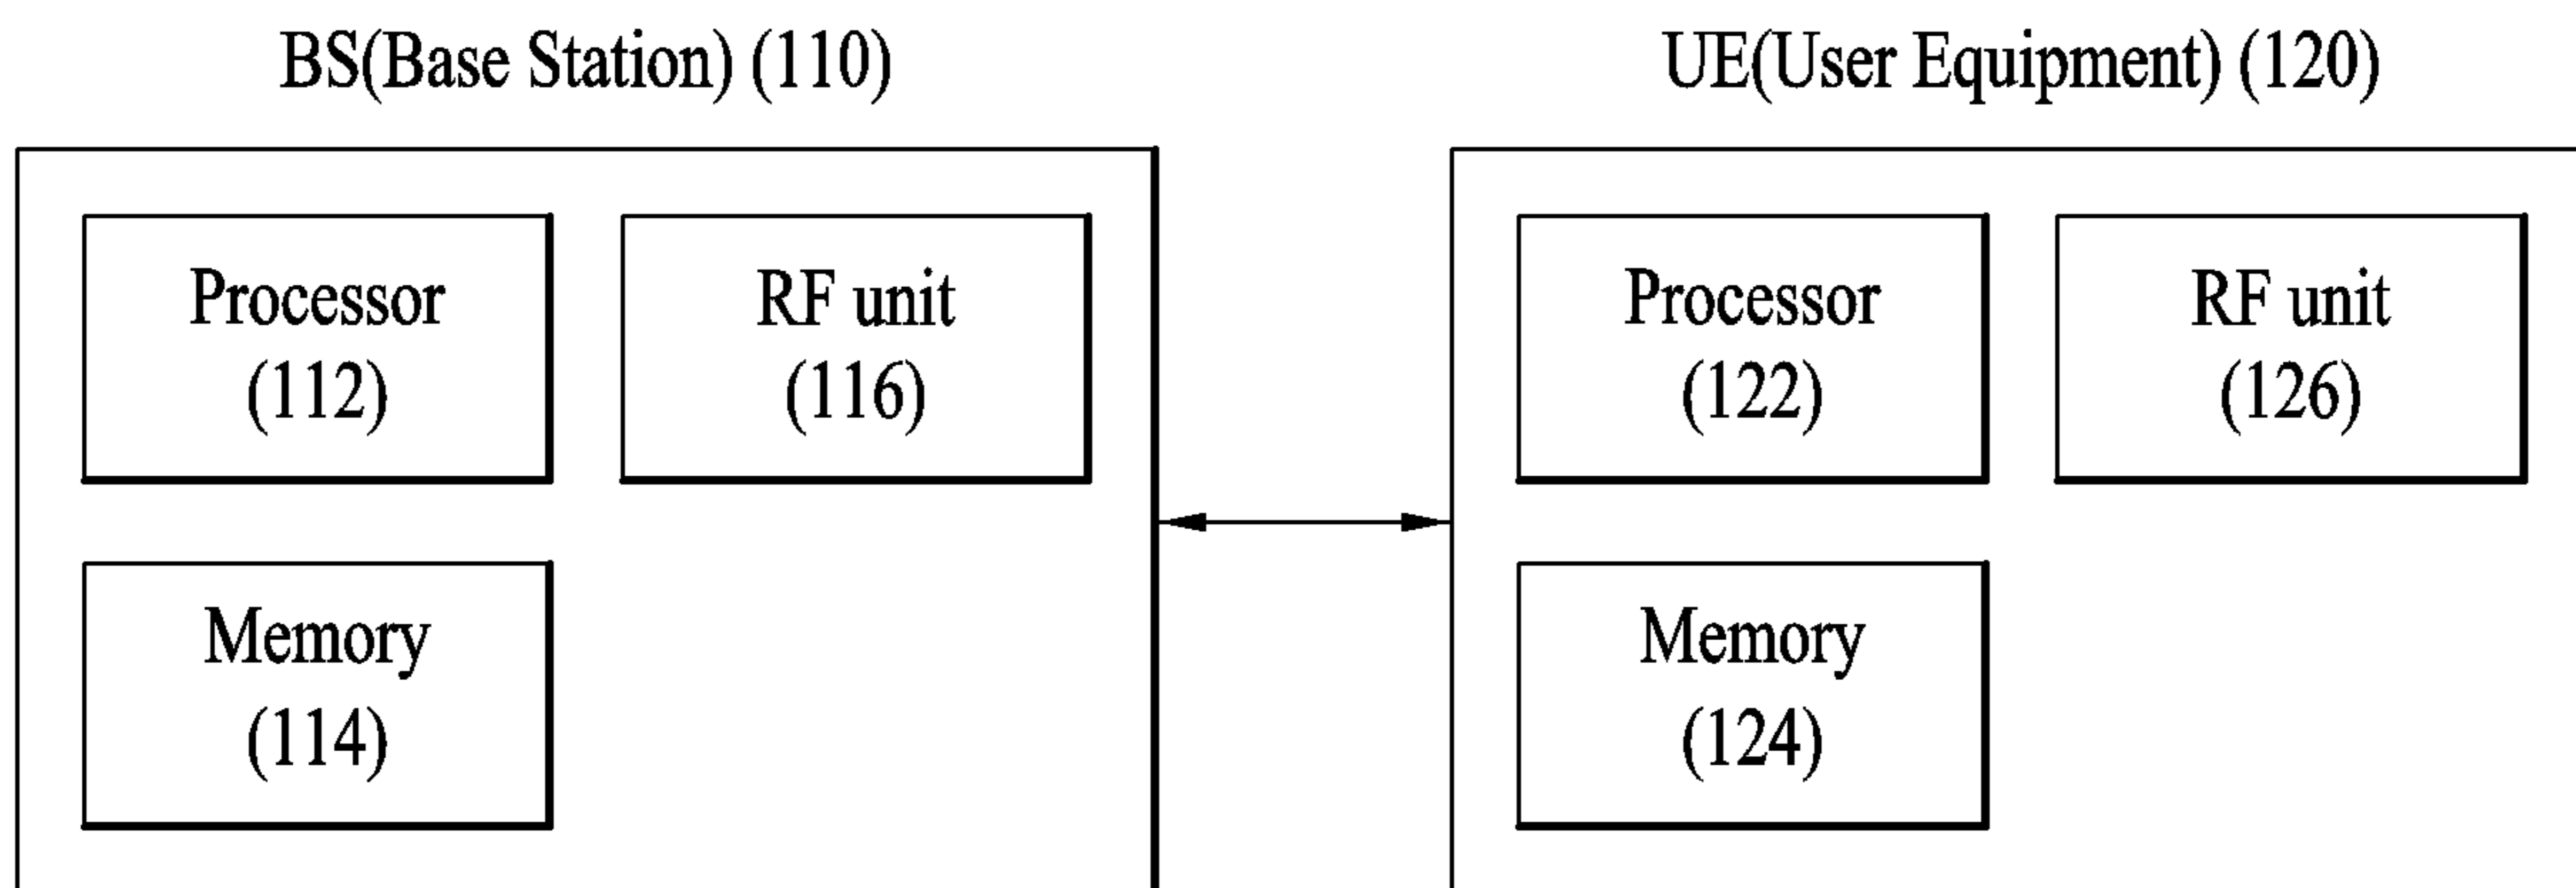 BS(Base Station) (110)
Processor
(112)
RF unit
(116)
Memory
(114)
UE(User Equipment) (120)
Processor
(122)
RF unit
(126)
Memory
(124)